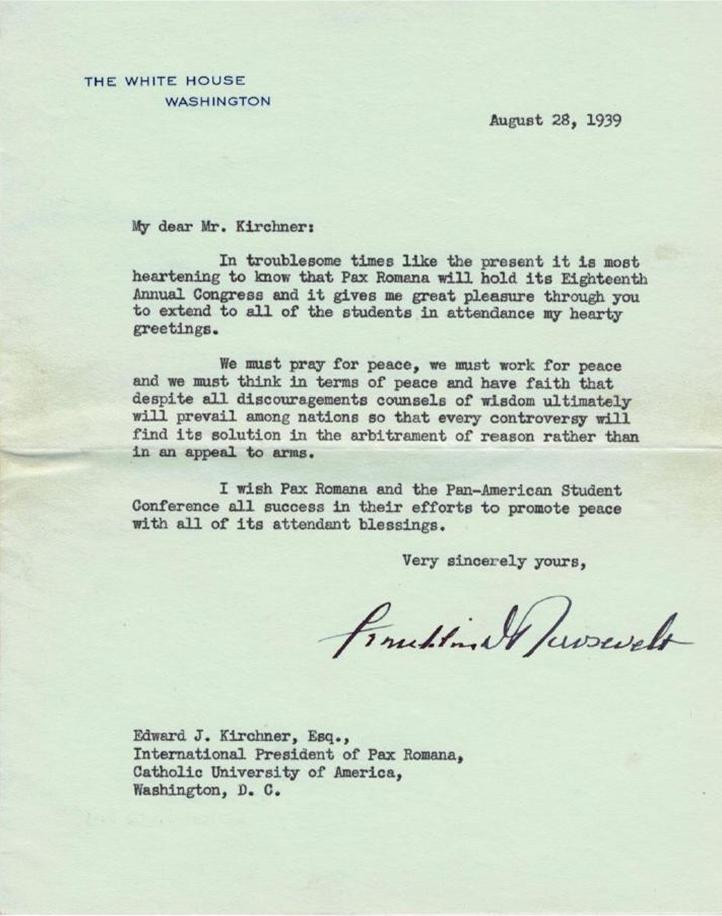 THE WHITE HOUSE
WASHINGTON
August 28, 1939
My dear Mr. Kirchner:
In troublesome times like the present it is most
heartening to know that Pax Romana will hold its Eighteenth
Annual Congress and it gives me great pleasure through you
to extend to all of the students in attendance my hearty
greetings.
We must pray for peace, we must work for peace
and we must think in terms of peace and have faith that
despite all discouragements counsels of wisdom ultimately
will prevail among nations so that every controversy will
find its solution in the arbitrament of reason rather than
in an appeal to arms.
I wish Pax Romana and the Pan-American Student
Conference all success in their efforts to promote peace
with all of its attendant blessings.
Very sincerely yours,
Franklin D Roosevelt
Edward J. Kirchner, Esq.,
International President of Pax Romana,
Catholic University of America,
Washington, D. C.